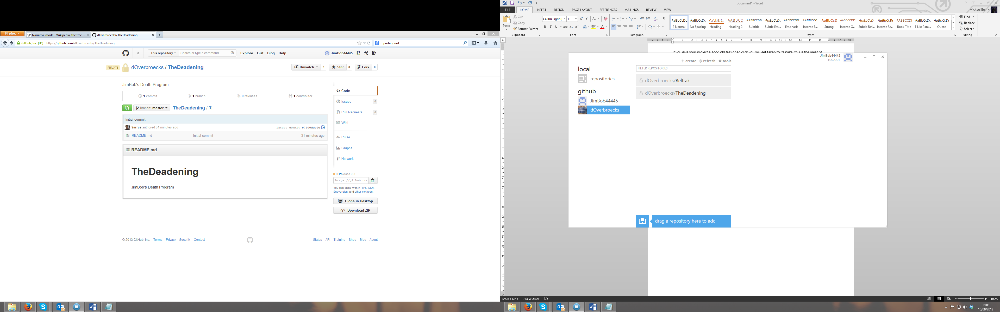 Firefox
Narrative mode - Wikipedia, the free ...
dOverbroecks/TheDeadening
GitHub, Inc. (US)
https://github.com/dOverbroecks/TheDeadening
protagonist
This repository
Search or type a command
Explore
Gist
Blog
Help
JimBob44445
PRIVATE
dOverbroecks / TheDeadening
Unwatch
3
Star
0
Fork
0
JimBob's Death Program
1 commit
1 branch
0 releases
1 contributor
branch: master
TheDeadening /
Initial commit
Sarrus authored 31 minutes ago
latest commit b7f00dcbfe
README.md
Initial commit
31 minutes ago
README.md
TheDeadening
JimBob's Death Program
Code
Issues
0
Pull Requests
0
Wiki
Pulse
Graphs
Network
HTTPS clone URL
https://github.com
You can clone with HTTPS, SSH,
Subversion, and other methods.
Clone in Desktop
Download ZIP
© 2013 GitHub, Inc.
Terms
Privacy
Security
Contact
Status
API
Training
Shop
Blog
About
Document1 - Word
Michael Bell
FILE
HOME
INSERT
DESIGN
PAGE LAYOUT
REFERENCES
MAILINGS
REVIEW
VIEW
Paste
Cut
Copy
Format Painter
Clipboard
Calibri Light (H
11
Font
Paragraph
AaBbCcDc
¶ Normal
AaBbCcDc
No Spacing
AABBC
Heading 1
AABBCC
Heading 2
AABBCCDD
Subtitle
AaBbCcDc
Subtle Em...
AABBCCDD
Emphasis
AABBCCDD
Intense E...
AaBbCcD
Strong
AABBCCDD
Intense Q...
AaBbCcDc
Subtle Ref...
AaBbCcDc
Intense Re...
AABBCCDD
Book Title
AaBbCcDc
¶ List Para...
AaBbCcDc
Quote
Styles
Find
Replace
Select
Editing
If you give your project a good old fassioned click you will get taken to its page, this is the meat of
JimBob44445
LOG OUT
create
refresh
tools
FILTER REPOSITORIES
local
repositories
github
JimBob44445
dOverbroecks
dOverbroecks/Beltrak
dOverbroecks/TheDeadening
drag a repository here to add
PAGE 3 OF 3
718 WORDS
100%
18:03
10/09/2013